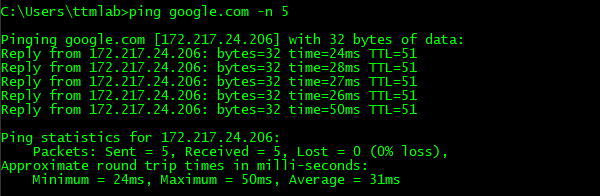 C:\Users\ttmlab>ping google.com -n 5
Pinging google.com [172.217.24.206] with 32 bytes of data:
Reply from 172.217.24.206: bytes=32 time=24ms TTL=51
Reply from 172.217.24.206: bytes=32 time=28ms TTL=51
Reply from 172.217.24.206: bytes=32 time=27ms TTL=51
Reply from 172.217.24.206: bytes=32 time=26ms TTL=51
Reply from 172.217.24.206: bytes=32 time=50ms TTL=51
Ping statistics for 172.217.24.206:
    Packets: Sent = 5, Received = 5, Lost = 0 (0% loss),
Approximate round trip times in milli-seconds:
    Minimum = 24ms, Maximum = 50ms, Average = 31ms